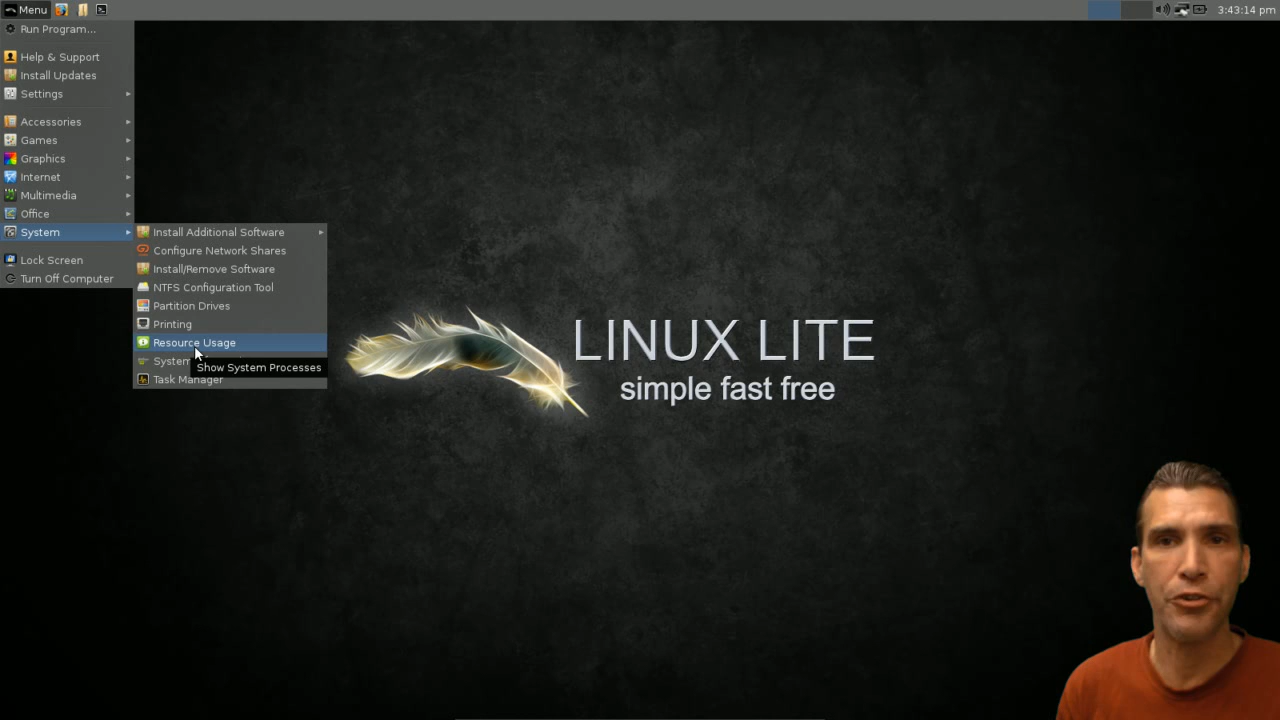 Menu
3:43:14 pm
Run Program...
Help & Support
Install Updates
Settings
Accessories
Games
Graphics
Internet
Multimedia
Office
System
Lock Screen
Turn Off Computer
Install Additional Software
Configure Network Shares
Install/Remove Software
NTFS Configuration Tool
Partition Drives
Printing
Resource Usage
System
Show System Processes
Task Manager
LINUX LITE
simple fast free